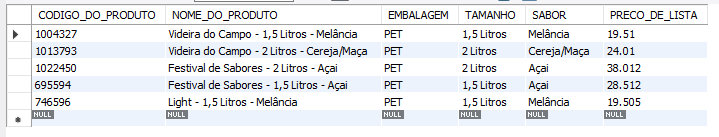 CODIGO_DO_PRODUTO NOME_DO_PRODUTO EMBALAGEM TAMANHO SABOR PRECO_DE_LISTA
1004327 Videira do Campo - 1,5 Litros - Melância PET 1,5 Litros Melância 19.51
1013793 Videira do Campo - 2 Litros - Cereja/Maça PET 2 Litros Cereja/Maça 24.01
1022450 Festival de Sabores - 2 Litros - Açai PET 2 Litros Açai 38.012
695594 Festival de Sabores - 1,5 Litros - Açai PET 1,5 Litros Açai 28.512
746596 Light - 1,5 Litros - Melância PET 1,5 Litros Melância 19.505
NULL NULL NULL NULL NULL NULL